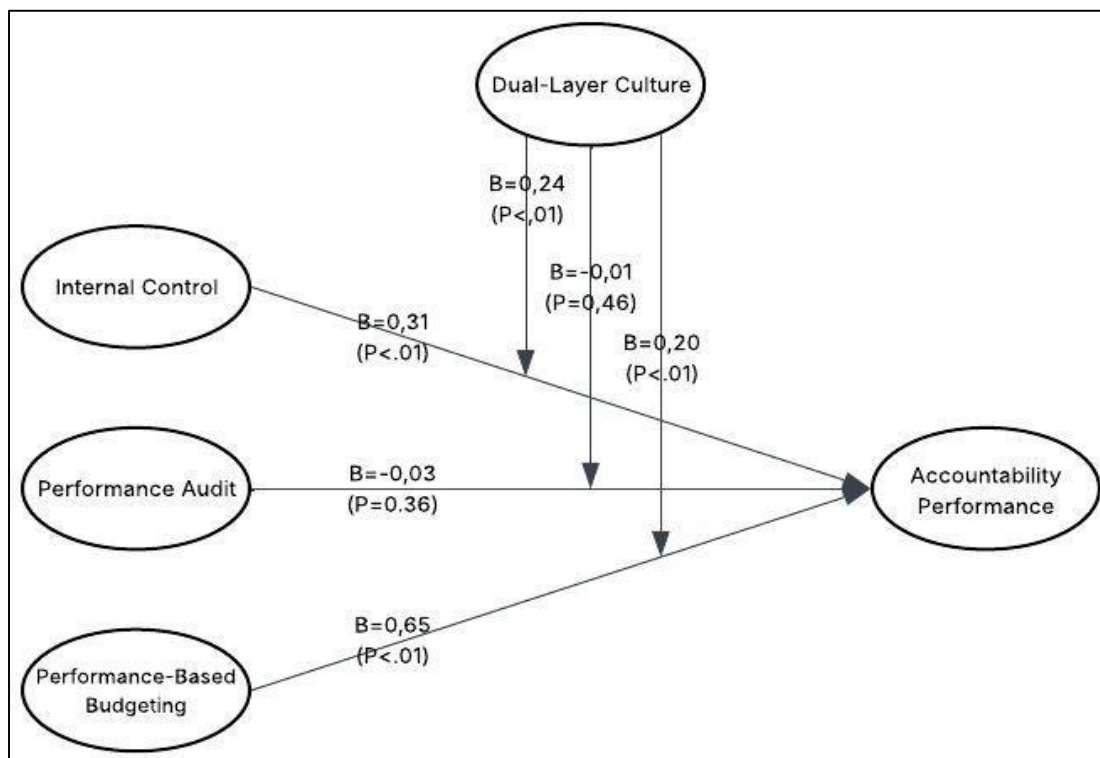 Dual-Layer Culture
B=0,24
(P<,01)
Internal Control
B=-0,01
(P=0,46)
B=0,31
(P<.01)
B=0,20
(P<.01)
Performance Audit
B=-0,03
(P=0.36)
Accountability
Performance
B=0,65
(P<.01)
Performance-Based
Budgeting